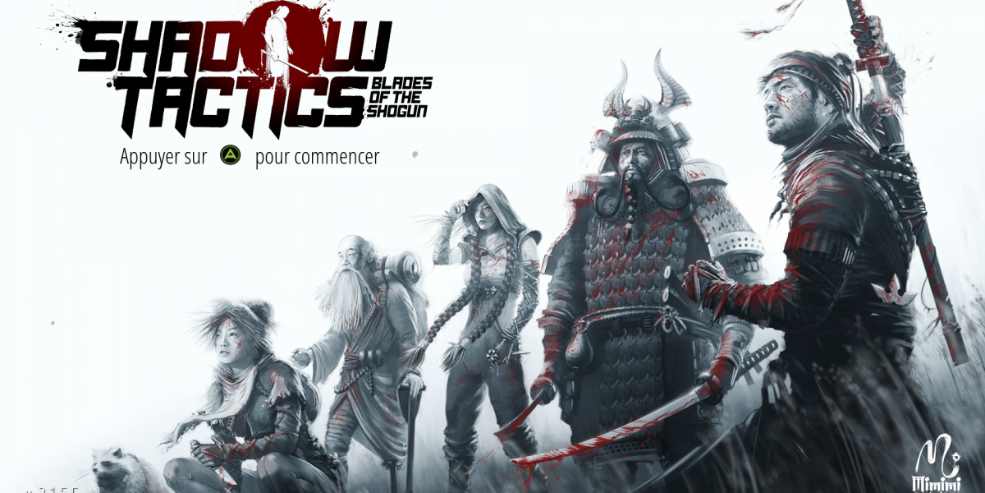 SHADOW
TACTICS
BLADES
OF THE
SHOGUN
Appuyer sur A pour commencer
Mimimi